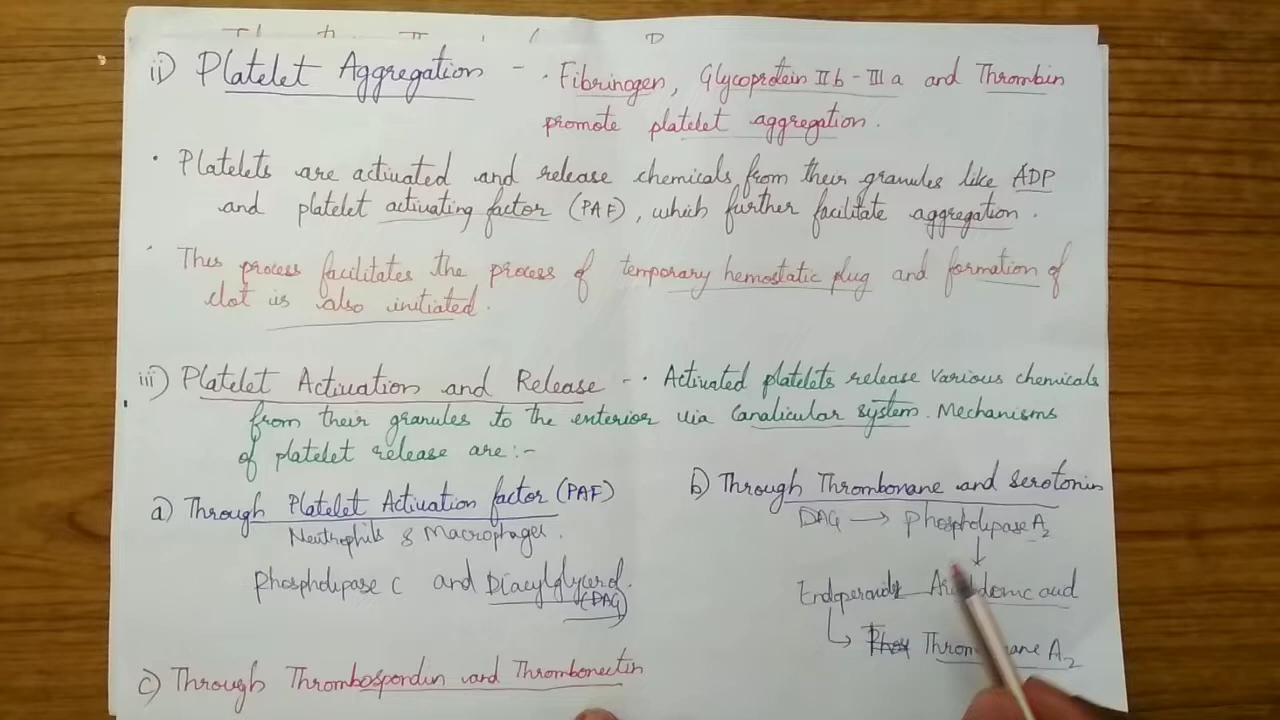 ii) Platelet Aggregation - · Fibrinogen, Glycoprotein IIb-IIIa and Thrombin
promote platelet aggregation.
· Platelets are activated and release chemicals from their granules like ADP
and platelet activating factor (PAF), which further facilitate aggregation.
· This process facilitates the process of temporary hemostatic plug and formation of
clot is also initiated.
iii) Platelet Activation and Release - · Activated platelets release various chemicals
from their granules to the exterior via Canalicular system. Mechanisms
of platelet release are:-
a) Through Platelet Activation factor (PAF)
Neutrophils & Macrophages.
Phospholipase C and Diacylglycerol.
(DAG)
b) Through Thromboxane and Serotonin
DAG → Phospholipase A2
↓
Endoperoxide
→ A2
c) Through Thrombospondin and Thrombonectin